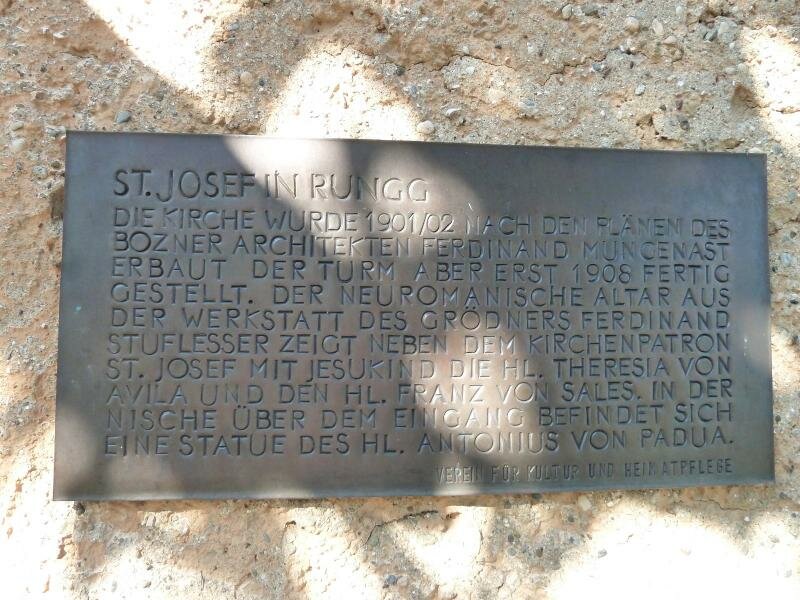 ST. JOSEF IN RUNGG
DIE KIRCHE WURDE 1901/02 NACH DEN PLÄNEN DES
BOZNER ARCHITEKTEN FERDINAND MUNGENAST
ERBAUT DER TURM ABER ERST 1908 FERTIG
GESTELLT. DER NEUROMANISCHE ALTAR AUS
DER WERKSTATT DES GRÖDNERS FERDINAND
STUFLESSER ZEIGT NEBEN DEM KIRCHENPATRON
ST. JOSEF MIT JESUKIND DIE HL. THERESIA VON
AVILA UND DEN HL. FRANZ VON SALES. IN DER
NISCHE ÜBER DEM EINGANG BEFINDET SICH
EINE STATUE DES HL. ANTONIUS VON PADUA.
VEREIN FÜR KULTUR UND HEIMATPFLEGE